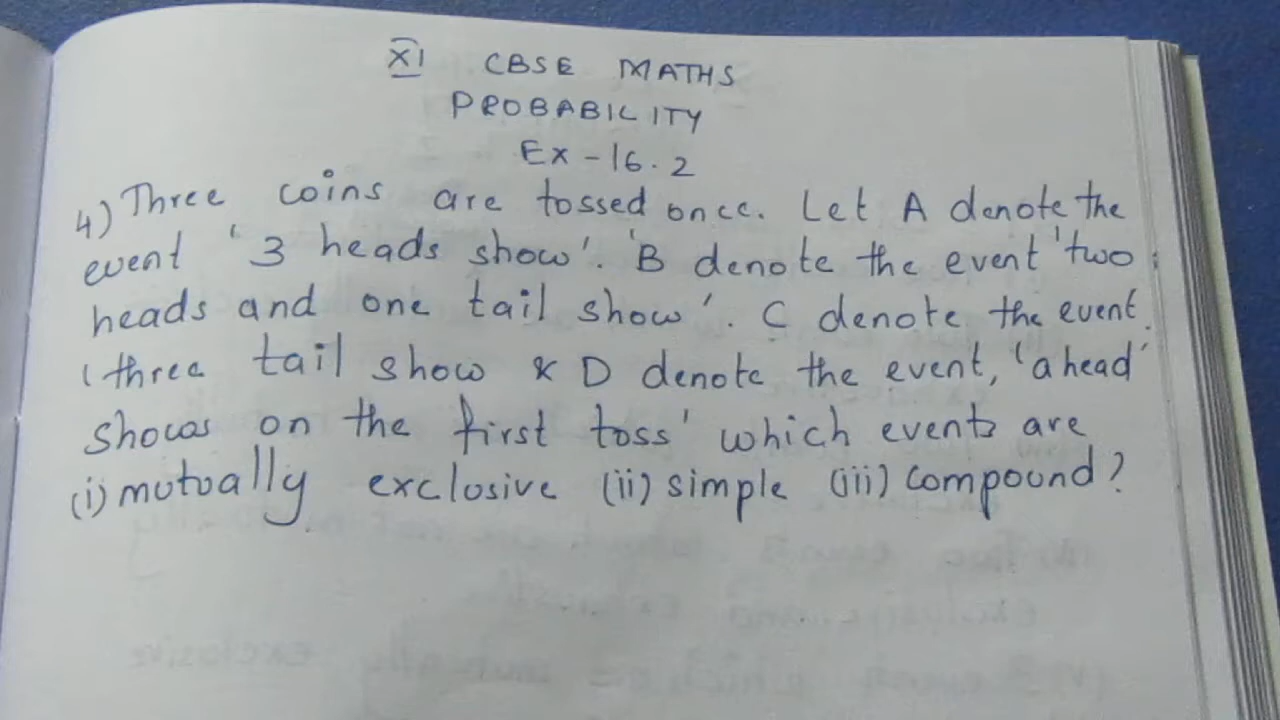 XI CBSE MATHS
PROBABILITY
Ex - 16.2
4) Three coins are tossed once. Let A denote the
event '3 heads show'. 'B denote the event 'two
heads and one tail show'. C denote the event.
'three tail show & D denote the event, 'a head'
shows on the first toss' which events are
(i) mutually exclusive (ii) simple (iii) compound?